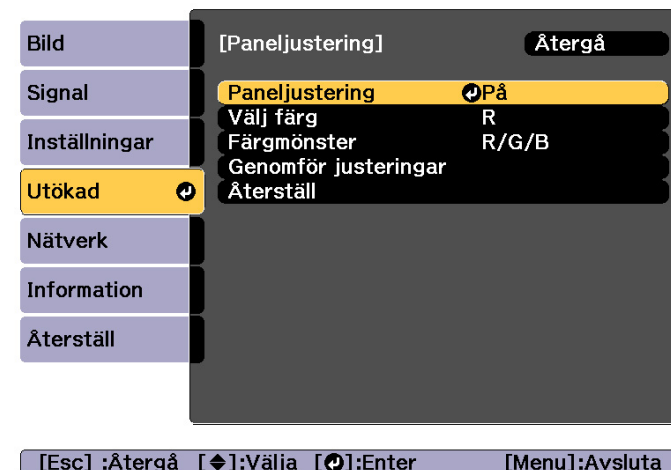 Bild
Signal
Inställningar
Utökad
Nätverk
Information
Återställ
[Paneljustering] Återgå
Paneljustering På
Välj färg R
Färgmönster R/G/B
Genomför justeringar
Återställ
[Esc] :Återgå [ ]:Välja [ ]:Enter [Menu]:Avsluta